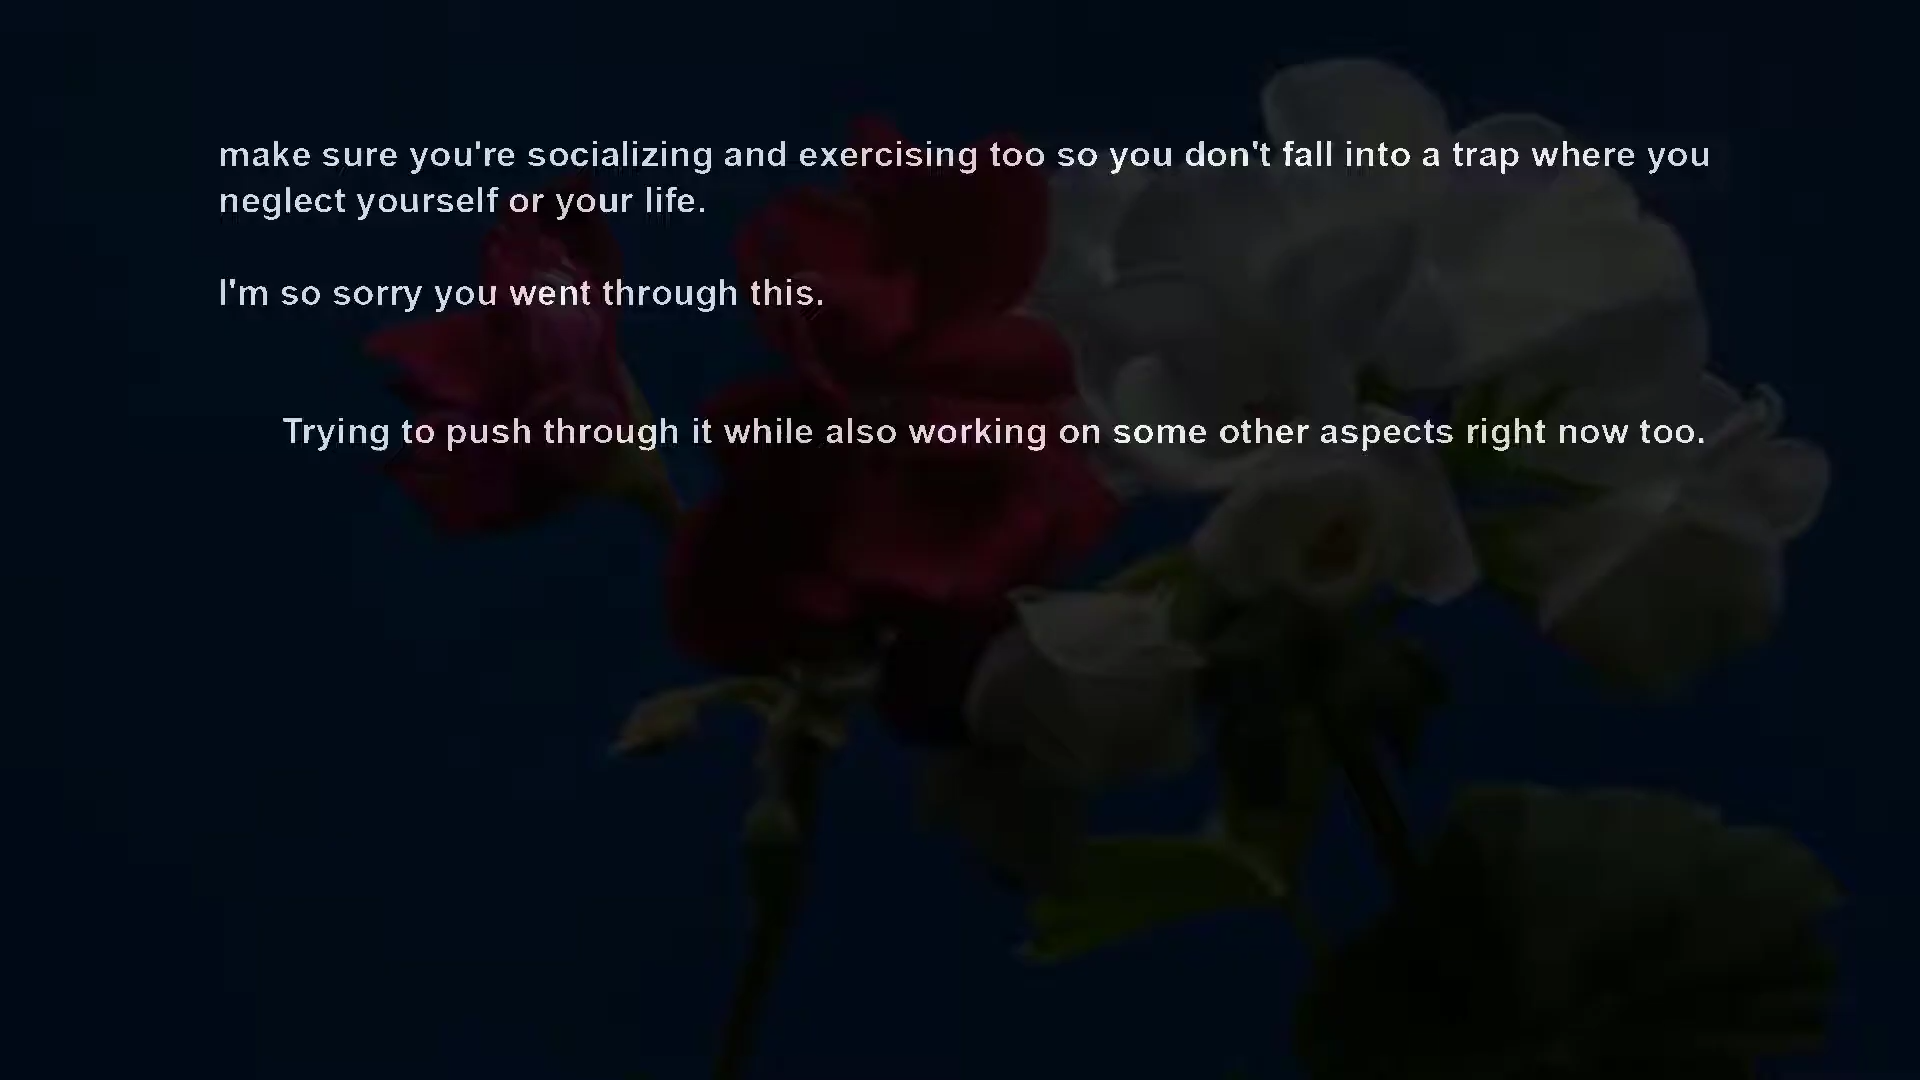 make sure you're socializing and exercising too so you don't fall into a trap where you
neglect yourself or your life.
I'm so sorry you went through this.
Trying to push through it while also working on some other aspects right now too.